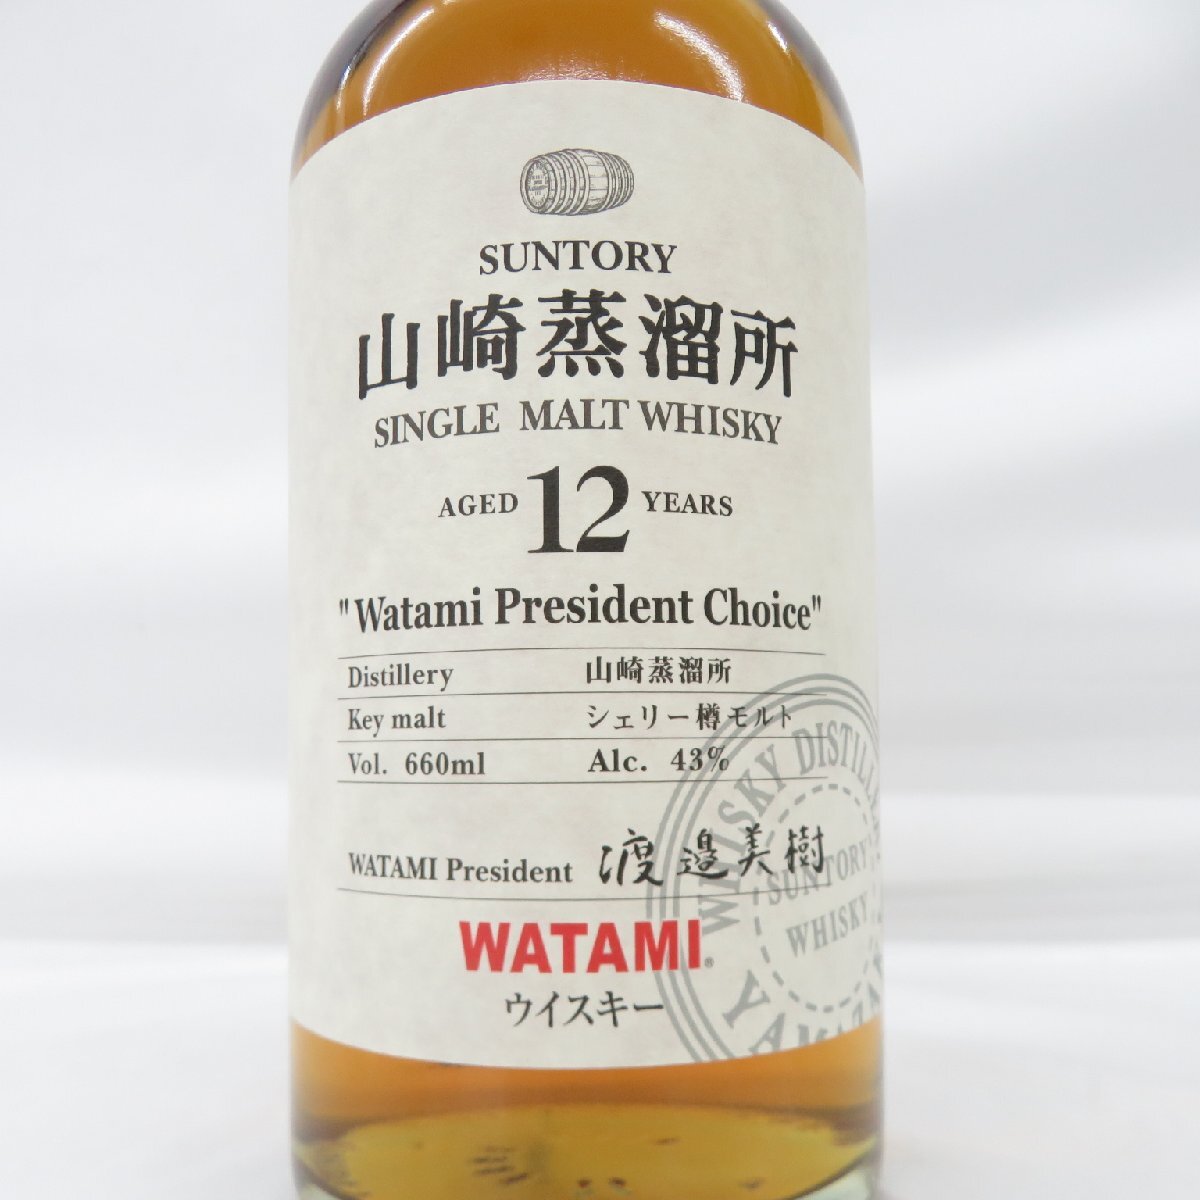 SUNTORY
山崎蒸溜所
SINGLE MALT WHISKY
AGED 12 YEARS
"Watami President Choice"
Distillery 山崎蒸溜所
Key malt シェリー樽モルト
Vol. 660ml Alc. 43%
WATAMI President 渡邉美樹
WATAMI®
ウイスキー
WHISKY
SUNTORY
WHISKY